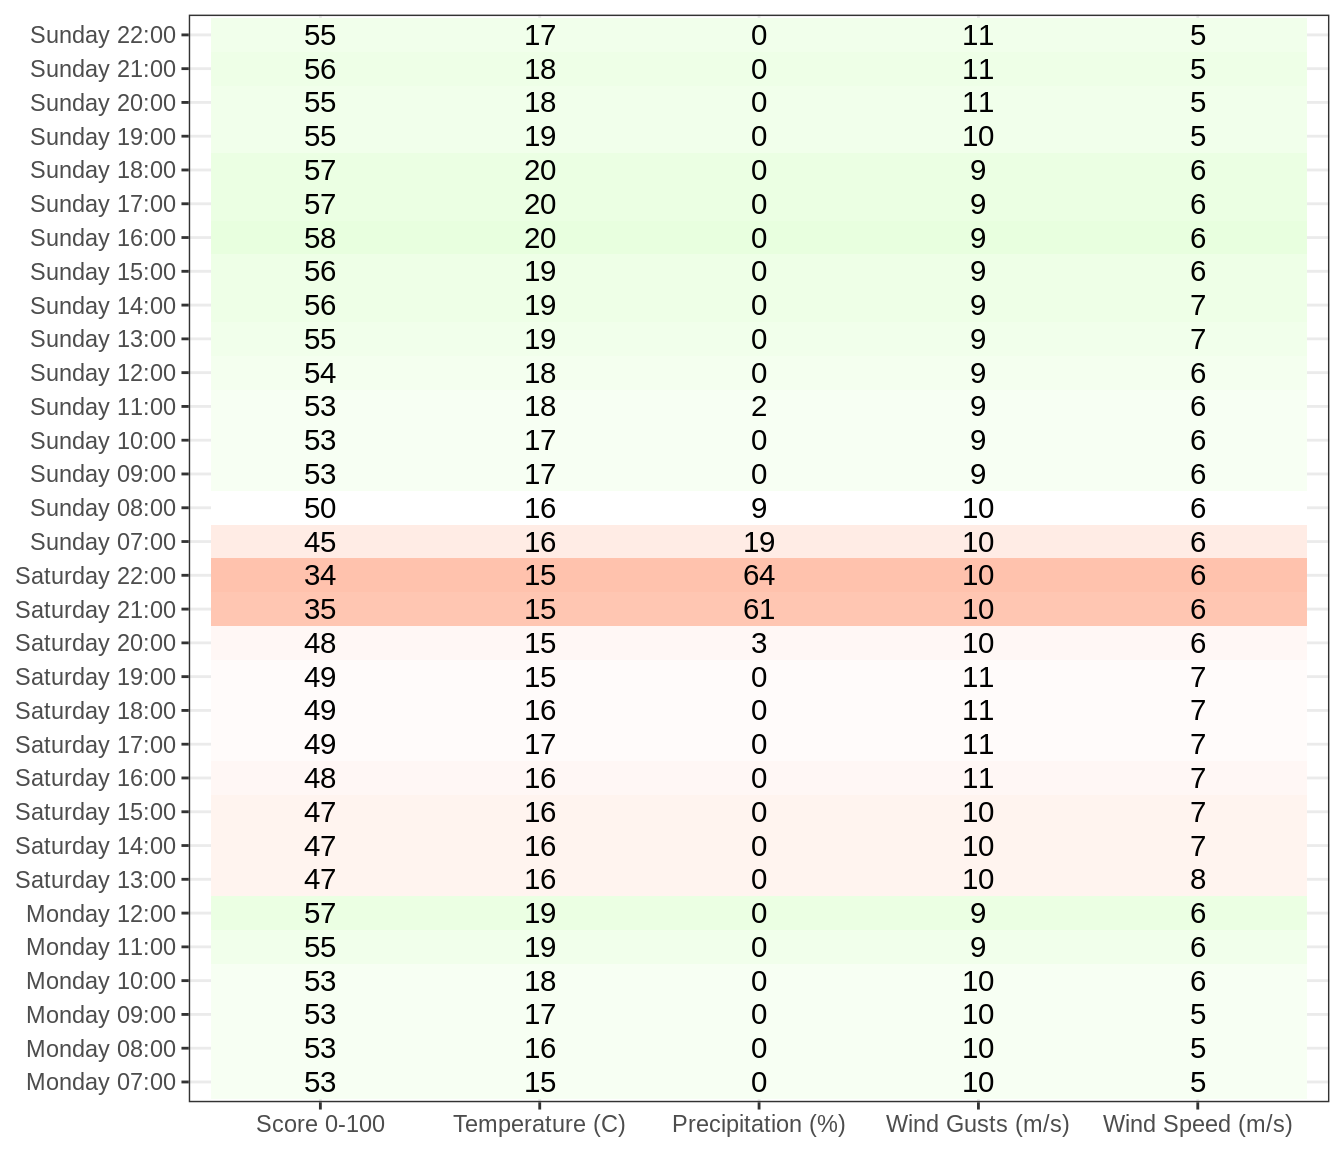 Sunday 22:00 55 17 0 11 5
Sunday 21:00 56 18 0 11 5
Sunday 20:00 55 18 0 11 5
Sunday 19:00 55 19 0 10 5
Sunday 18:00 57 20 0 9 6
Sunday 17:00 57 20 0 9 6
Sunday 16:00 58 20 0 9 6
Sunday 15:00 56 19 0 9 6
Sunday 14:00 56 19 0 9 7
Sunday 13:00 55 19 0 9 7
Sunday 12:00 54 18 0 9 6
Sunday 11:00 53 18 2 9 6
Sunday 10:00 53 17 0 9 6
Sunday 09:00 53 17 0 9 6
Sunday 08:00 50 16 9 10 6
Sunday 07:00 45 16 19 10 6
Saturday 22:00 34 15 64 10 6
Saturday 21:00 35 15 61 10 6
Saturday 20:00 48 15 3 10 6
Saturday 19:00 49 15 0 11 7
Saturday 18:00 49 16 0 11 7
Saturday 17:00 49 17 0 11 7
Saturday 16:00 48 16 0 11 7
Saturday 15:00 47 16 0 10 7
Saturday 14:00 47 16 0 10 7
Saturday 13:00 47 16 0 10 8
Monday 12:00 57 19 0 9 6
Monday 11:00 55 19 0 9 6
Monday 10:00 53 18 0 10 6
Monday 09:00 53 17 0 10 5
Monday 08:00 53 16 0 10 5
Monday 07:00 53 15 0 10 5
Score 0-100 Temperature (C) Precipitation (%) Wind Gusts (m/s) Wind Speed (m/s)